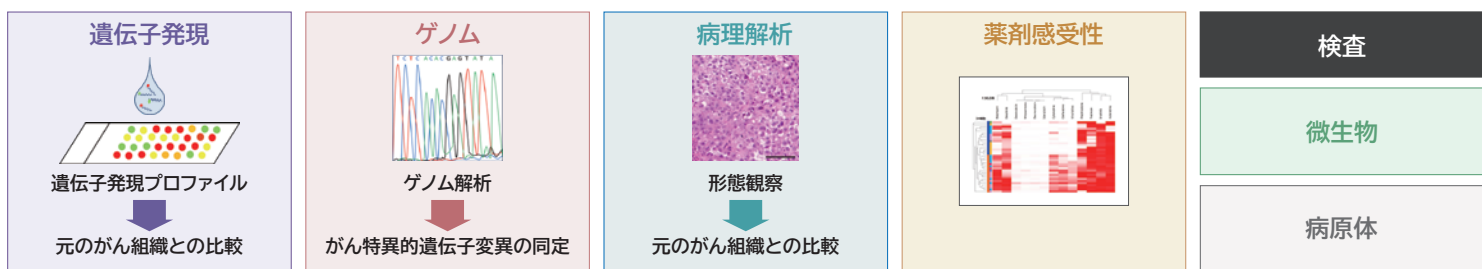 遺伝子発現
遺伝子発現プロファイル
元のがん組織との比較
ゲノム
T C T C A C A C G A G T A T A
ゲノム解析
がん特異的遺伝子変異の同定
病理解析
形態観察
元のがん組織との比較
薬剤感受性
検査
微生物
病原体